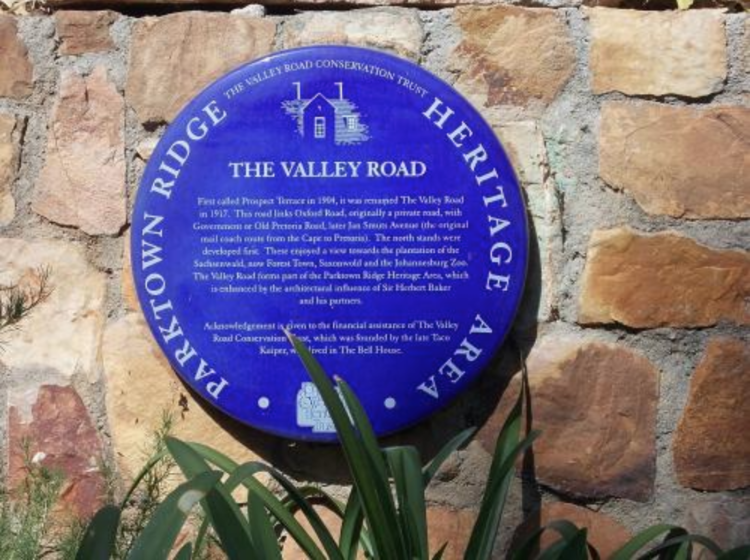 THE VALLEY ROAD CONSERVATION TRUST
PARKTOWN RIDGE
HERITAGE AREA
THE VALLEY ROAD
First called Prospect Terrace in 1904, it was renamed The Valley Road
in 1917. This road links Oxford Road, originally a private road, with
Government or Old Pretoria Road, later Jan Smuts Avenue (the original
mail coach route from the Cape to Pretoria). The north stands were
developed first. These enjoyed a view towards the plantation of the
Sachsenwald, now Forest Town, Saxonwold and the Johannesburg Zoo.
The Valley Road forms part of the Parktown Ridge Heritage Area, which
is enhanced by the architectural influence of Sir Herbert Baker
and his partners.
Acknowledgement is given to the financial assistance of The Valley
Road Conservation Trust, which was founded by the late Taco
Kuiper, who lived in The Bell House.